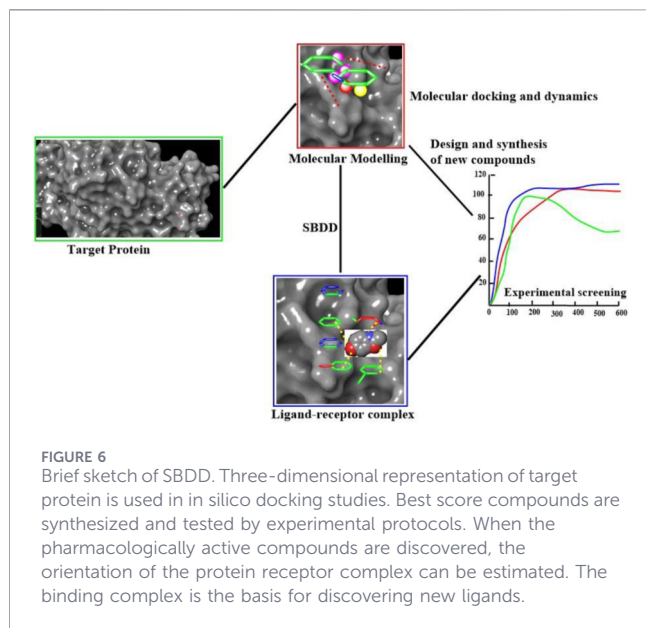 Molecular docking and dynamics
Molecular Modelling
Design and synthesis
of new compounds
Target Protein
SBDD
120
100
80
60
40
20
0
100
200
300
400
500
600
Experimental screening
Ligand-receptor complex
FIGURE 6
Brief sketch of SBDD. Three-dimensional representation of target
protein is used in in silico docking studies. Best score compounds are
synthesized and tested by experimental protocols. When the
pharmacologically active compounds are discovered, the
orientation of the protein receptor complex can be estimated. The
binding complex is the basis for discovering new ligands.